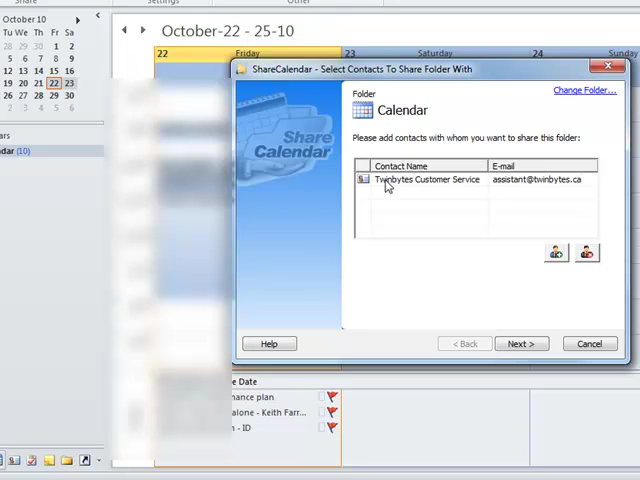 Share
Settings
Other
October 10
October-22 - 25-10
Mo Tu We Th Fr Sa
28 29 30 1 2
5 6 7 8 9
12 13 14 15 16
19 20 21 22 23
26 27 28 29 30
2 3 4 5 6
22 Friday 23 Saturday 24 Sunday
ars
dar (10)
ShareCalendar - Select Contacts To Share Folder With
Folder
Change Folder...
Calendar
Share Calendar
Please add contacts with whom you want to share this folder:
Contact Name E-mail
Twinbytes Customer Service assistant@twinbytes.ca
Help
< Back
Next >
Cancel
e Date
nance plan
alone - Keith Farr...
n - ID